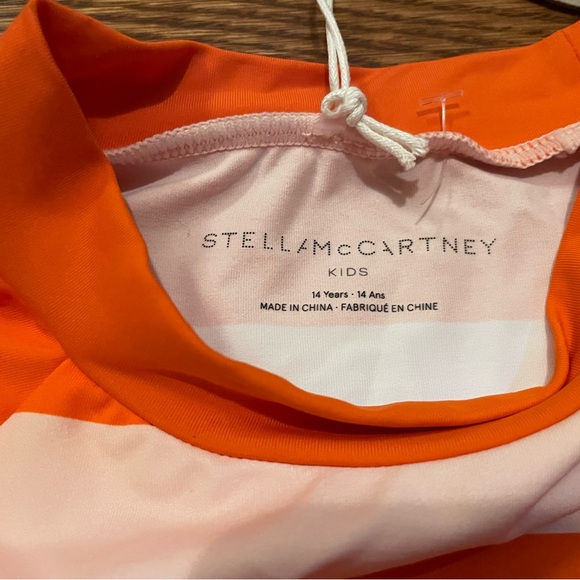 STELLAMcCARTNEY
KIDS
14 Years · 14 Ans
MADE IN CHINA · FABRIQUÉ EN CHINE